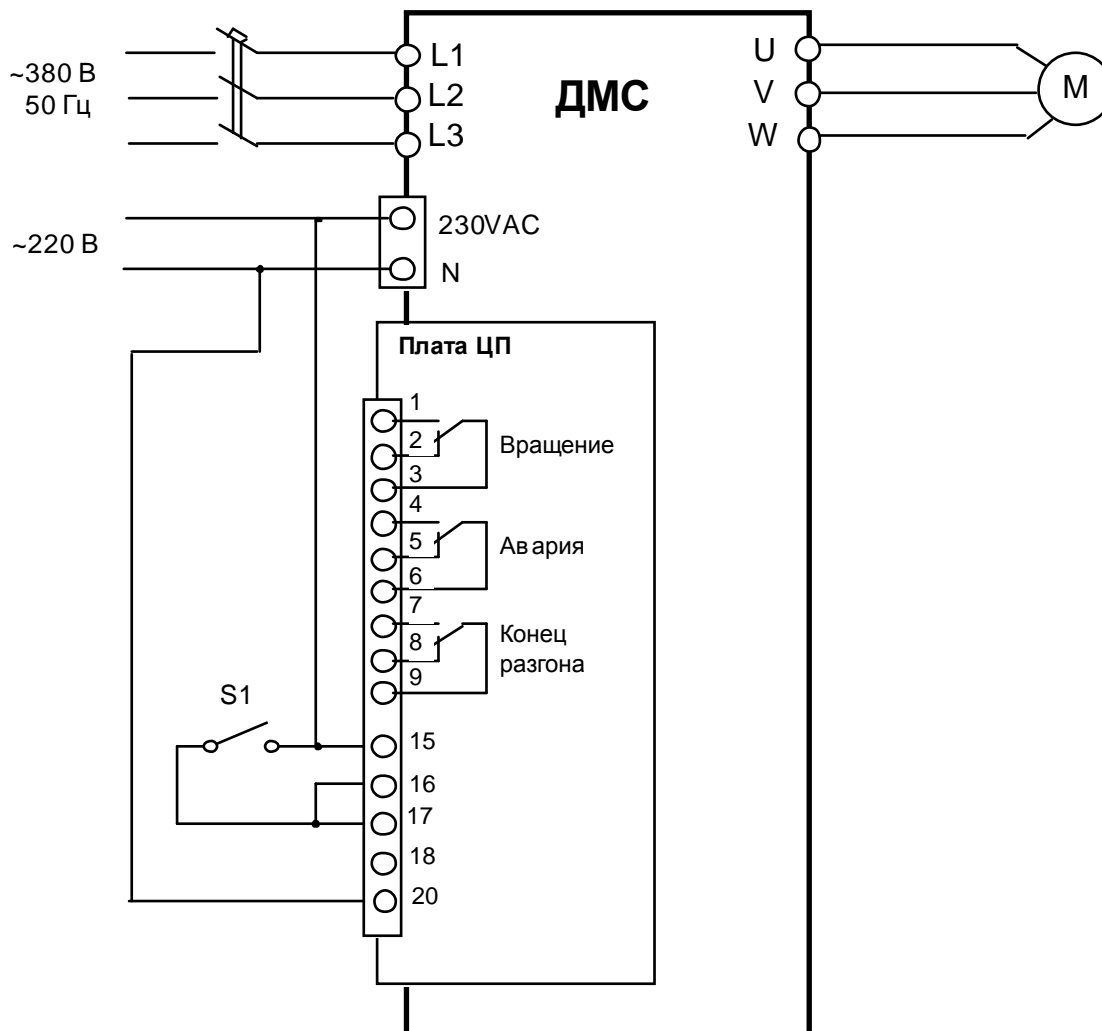 ~380 В
50 Гц
L1
L2
L3
ДМС
U
V
W
M
~220 В
230VAC
N
Плата ЦП
1
2
3
Вращение
4
5
6
Авария
7
8
9
Конец
разгона
S1
15
16
17
18
20